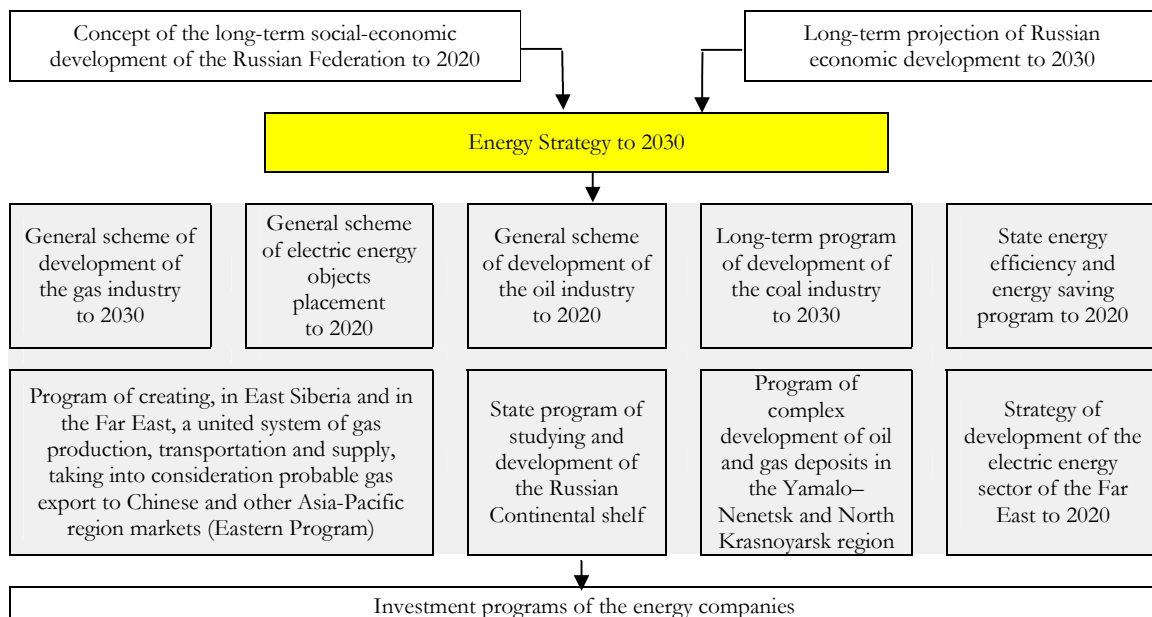 Concept of the long-term social-economic
development of the Russian Federation to 2020
Long-term projection of Russian
economic development to 2030
Energy Strategy to 2030
General scheme of
development of
the gas industry
to 2030
General scheme
of electric energy
objects
placement
to 2020
General scheme
of development of
the oil industry
to 2020
Long-term program
of development of
the coal industry
to 2030
State energy
efficiency and
energy saving
program to 2020
Program of creating, in East Siberia and in
the Far East, a united system of gas
production, transportation and supply,
taking into consideration probable gas
export to Chinese and other Asia-Pacific
region markets (Eastern Program)
State program of
studying and
development of
the Russian
Continental shelf
Program of
complex
development of oil
and gas deposits in
the Yamalo–
Nenetsk and North
Krasnoyarsk region
Strategy of
development of the
electric energy
sector of the Far
East to 2020
Investment programs of the energy companies